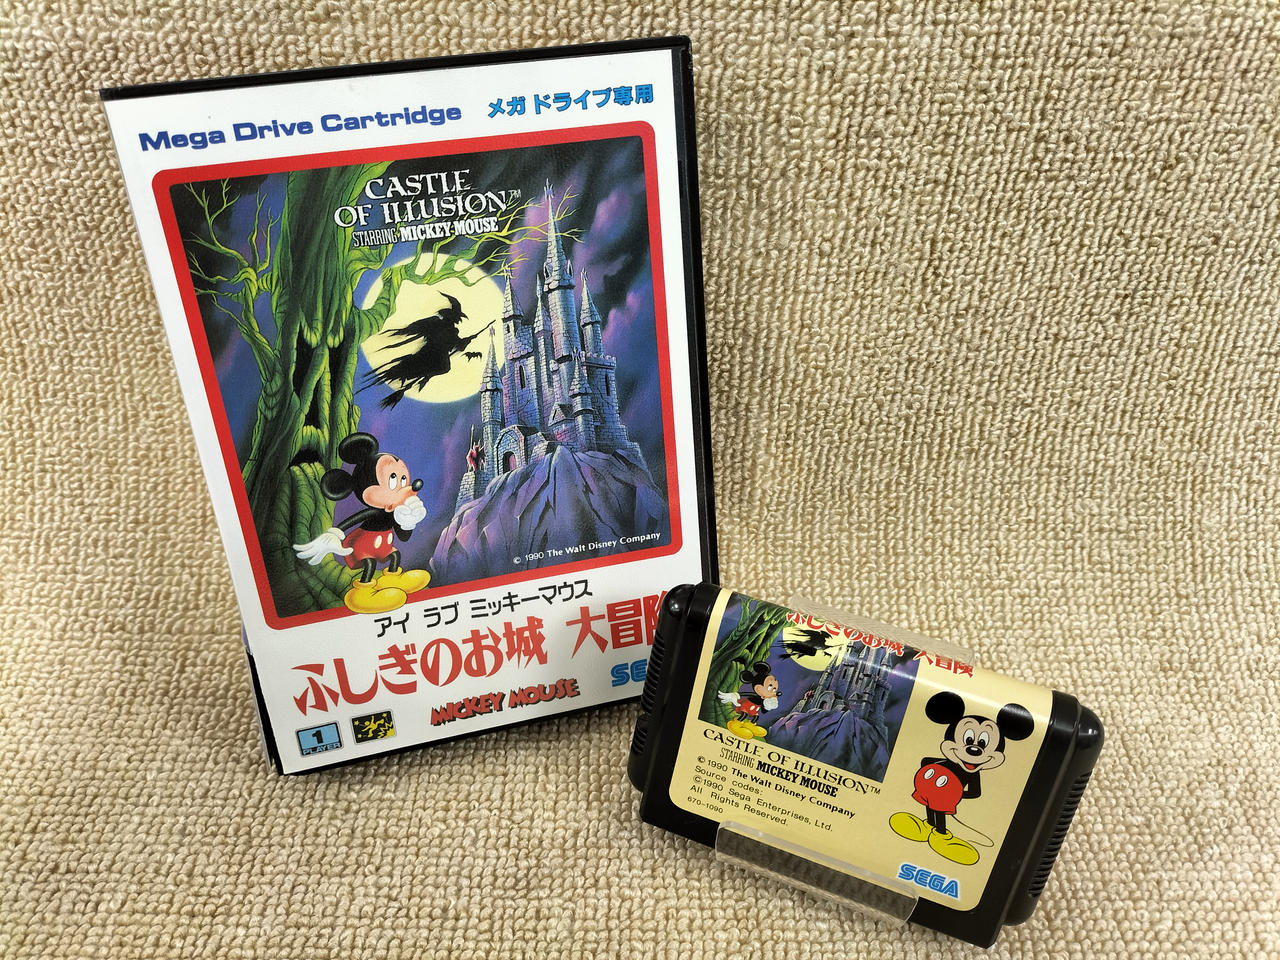 Mega Drive Cartridge メガドライブ専用
CASTLE
OF ILLUSION™
STARRING MICKEY MOUSE
© 1990 The Walt Disney Company
アイ ラブ ミッキーマウス
ふしぎのお城 大冒険
MICKEY MOUSE
1
PLAYER
ふしぎのお城 大冒険
CASTLE OF ILLUSION™
STARRING MICKEY MOUSE
©1990 The Walt Disney Company
Source codes:
©1990 Sega Enterprises, Ltd.
All Rights Reserved.
670-1090
SEGA